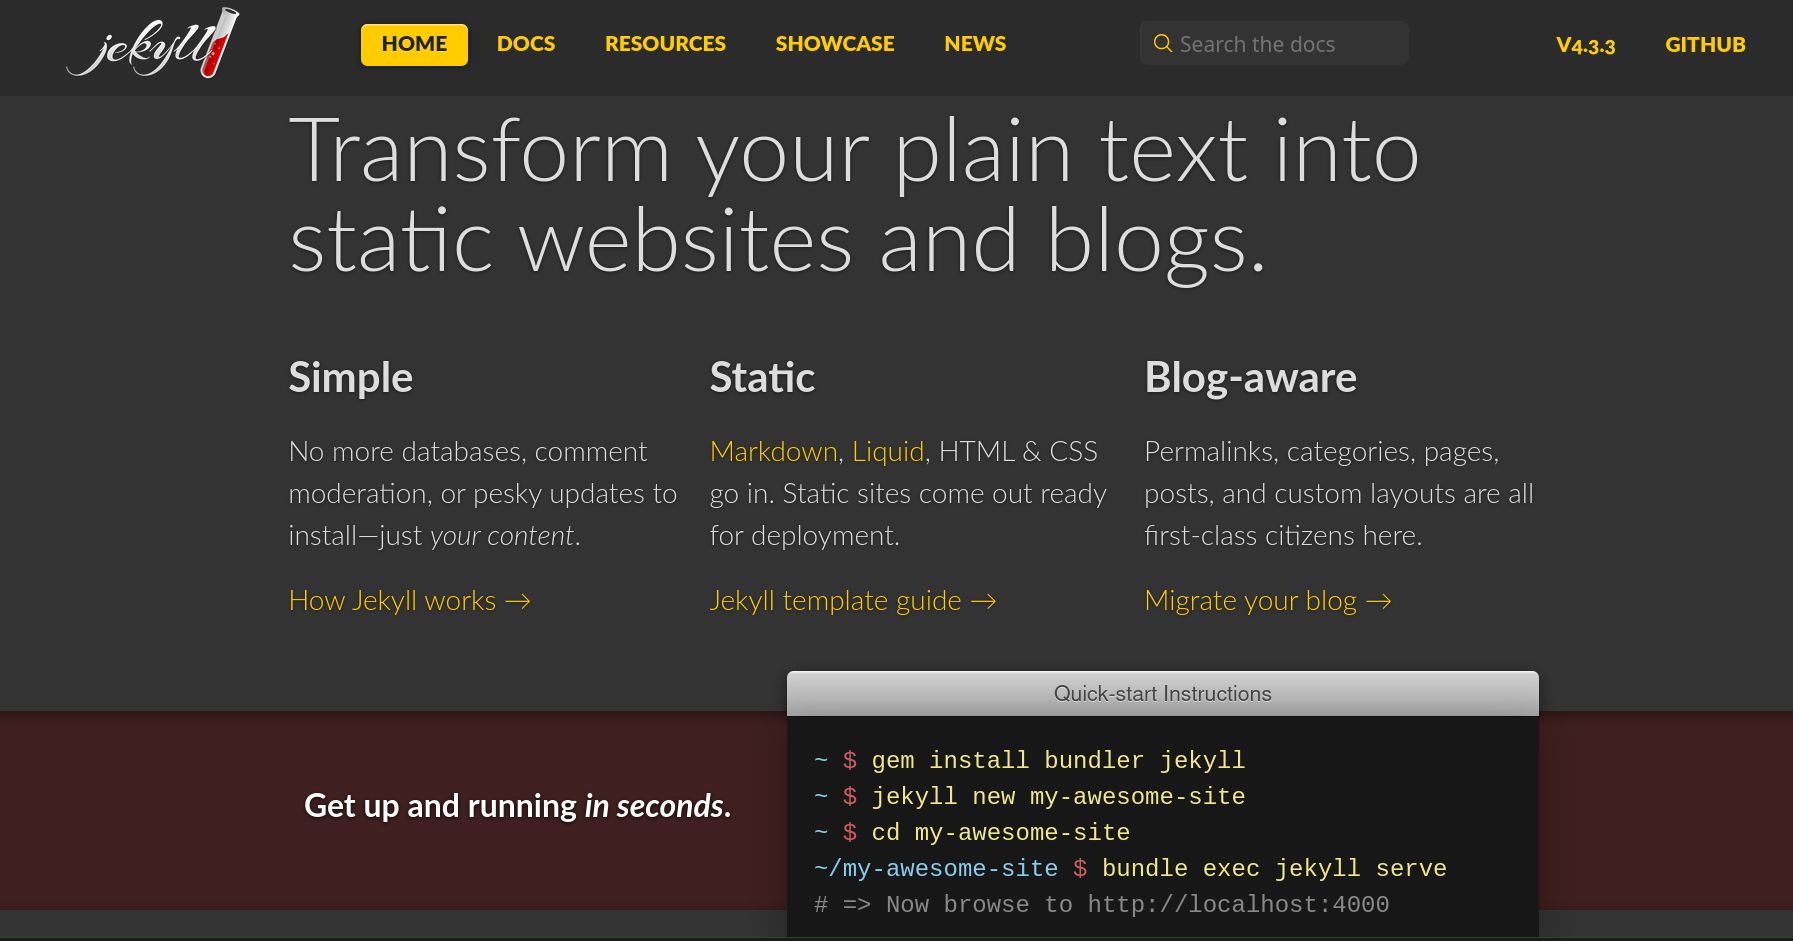 jekyll
HOME DOCS RESOURCES SHOWCASE NEWS Search the docs V4.3.3 GITHUB
Transform your plain text into
static websites and blogs.
Simple
No more databases, comment
moderation, or pesky updates to
install—just your content.
How Jekyll works →
Static
Markdown, Liquid, HTML & CSS
go in. Static sites come out ready
for deployment.
Jekyll template guide →
Blog-aware
Permalinks, categories, pages,
posts, and custom layouts are all
first-class citizens here.
Migrate your blog →
Get up and running in seconds.
Quick-start Instructions
~ $ gem install bundler jekyll
~ $ jekyll new my-awesome-site
~ $ cd my-awesome-site
~/my-awesome-site $ bundle exec jekyll serve
# => Now browse to http://localhost:4000